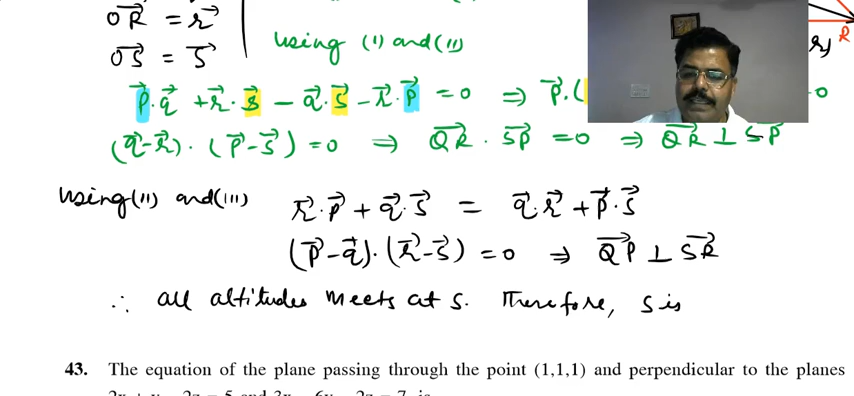 OR⃗ = r⃗
OS⃗ = S⃗
R
Using (I) and (II)
p⃗.q⃗ + r⃗.s⃗ - q⃗.s⃗ - r⃗.p⃗ = 0 ⇒ p⃗.(
(q⃗-r⃗).(p⃗-s⃗) = 0 ⇒ QR⃗ . SP⃗ = 0 ⇒ QR⃗ ⊥ SP⃗
Using (II) and (III) r⃗.p⃗ + q⃗.s⃗ = q⃗.r⃗ + p⃗.s⃗
(p⃗-q⃗).(r⃗-s⃗) = 0 ⇒ QP⃗ ⊥ SR⃗
∴ all altitudes meets at S. Therefore, S is
43. The equation of the plane passing through the point (1,1,1) and perpendicular to the planes